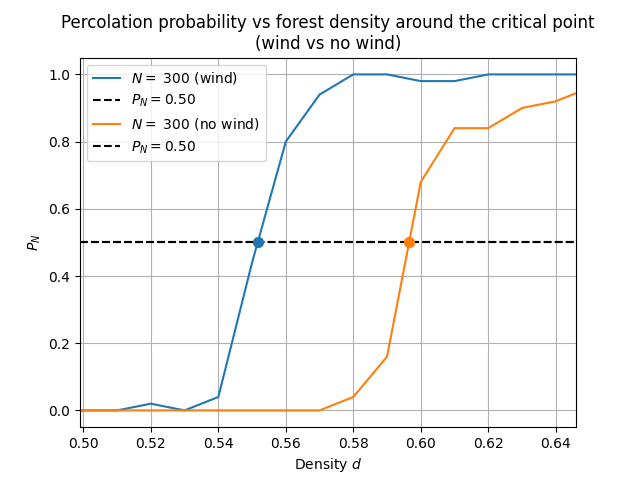 Percolation probability vs forest density around the critical point
(wind vs no wind)
N = 300 (wind)
P_N = 0.50
N = 300 (no wind)
P_N = 0.50
1.0
0.8
0.6
0.4
0.2
0.0
P_N
0.50 0.52 0.54 0.56 0.58 0.60 0.62 0.64
Density d